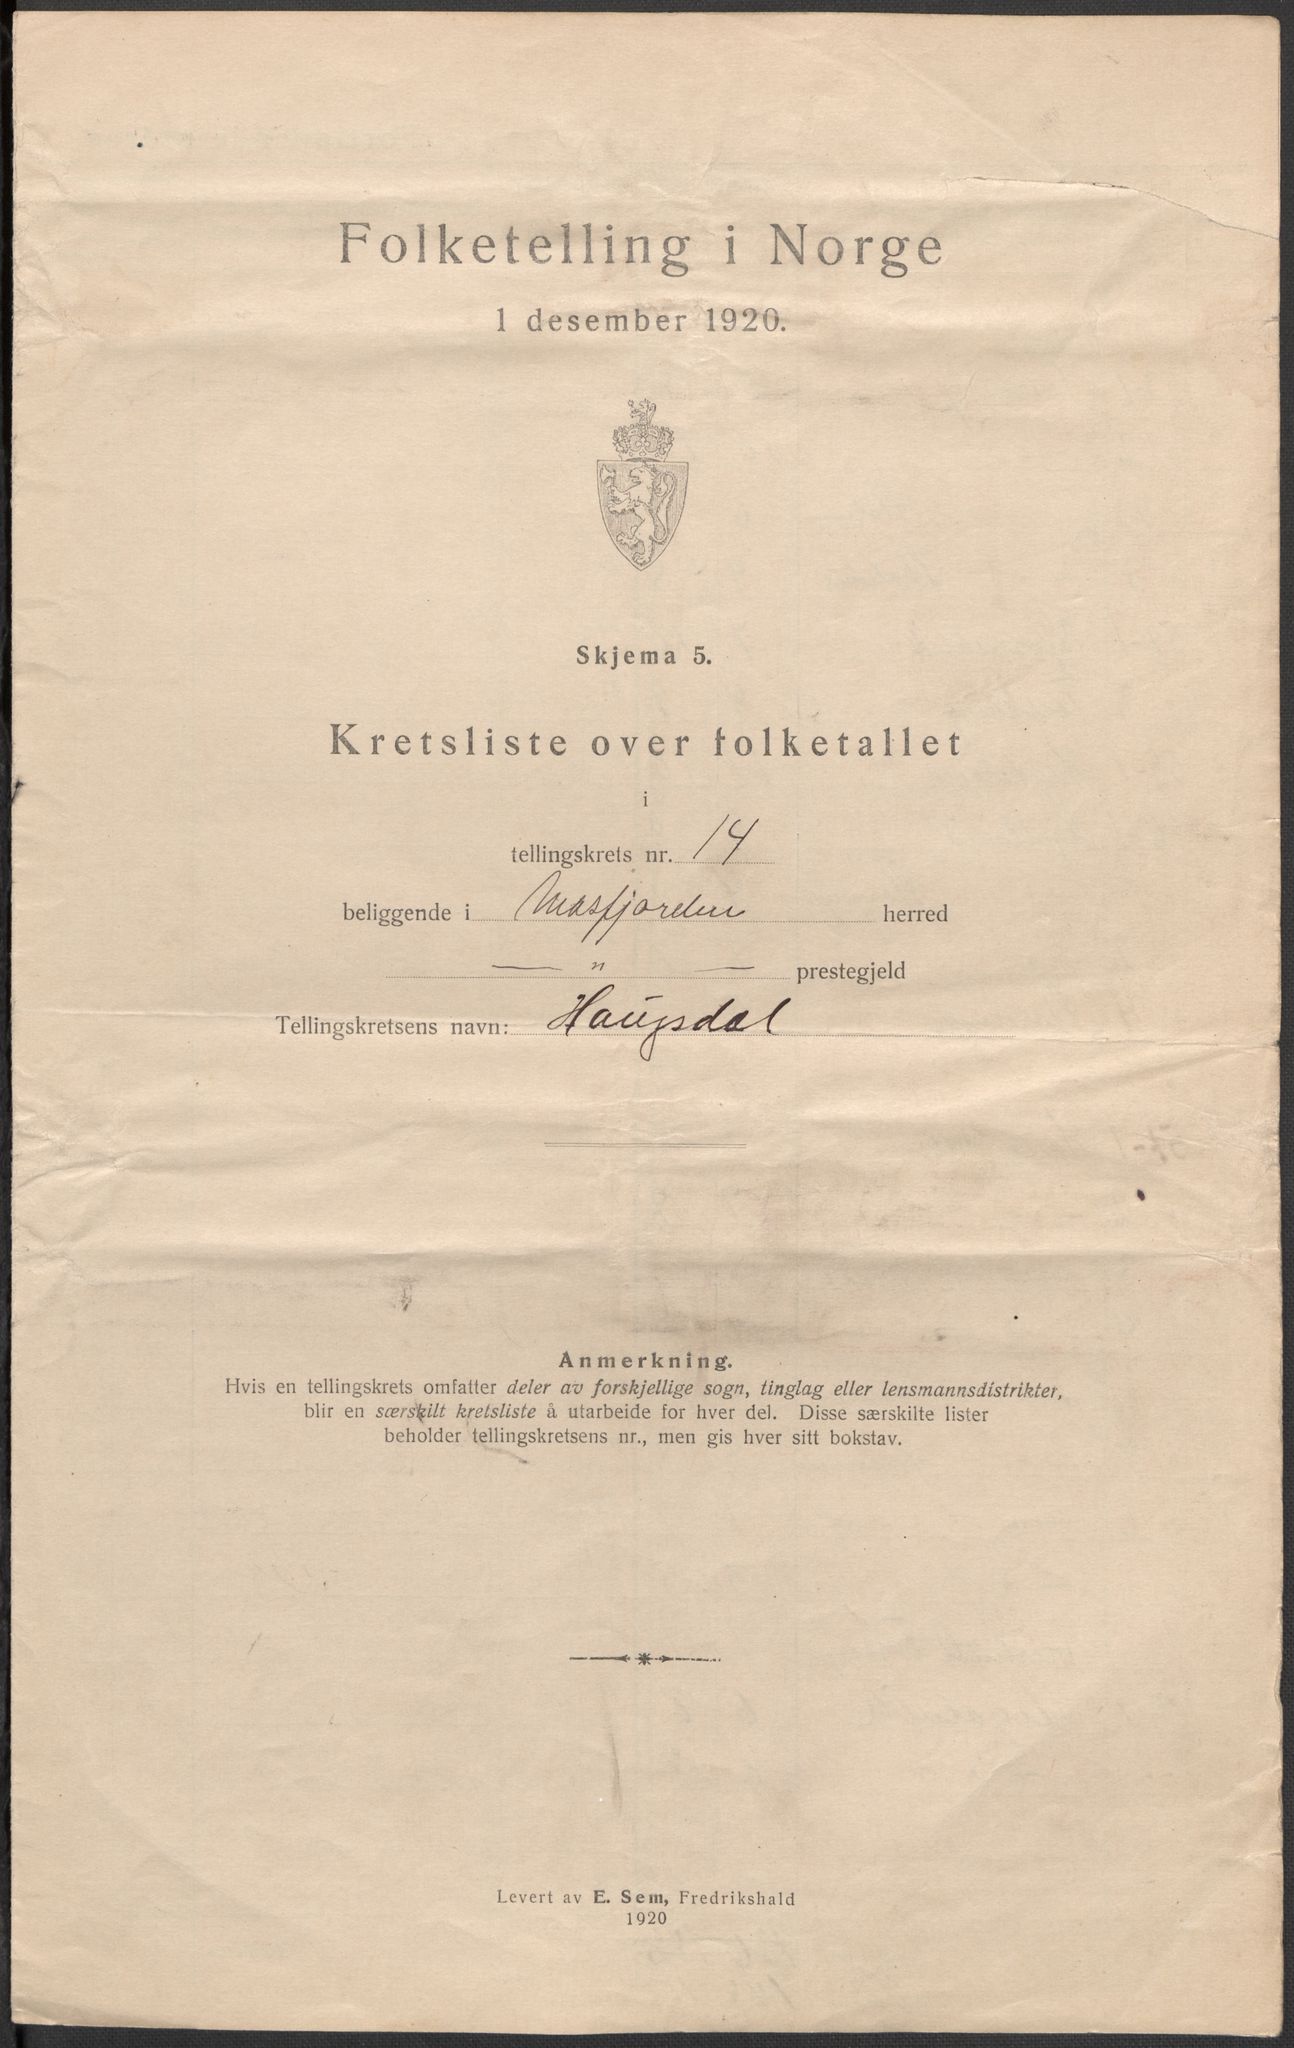 Folketelling i Norge
1 desember 1920.
Skjema 5.
Kretsliste over folketallet
i
tellingskrets nr. 14
beliggende i Masfjorden herred
— " — prestegjeld
Tellingskretsens navn: Haugsdal
Anmerkning.
Hvis en tellingskrets omfatter deler av forskjellige sogn, tinglag eller lensmannsdistrikter,
blir en særskilt kretsliste å utarbeide for hver del. Disse særskilte lister
beholder tellingskretsens nr., men gis hver sitt bokstav.
Levert av E. Sem, Fredrikshald
1920